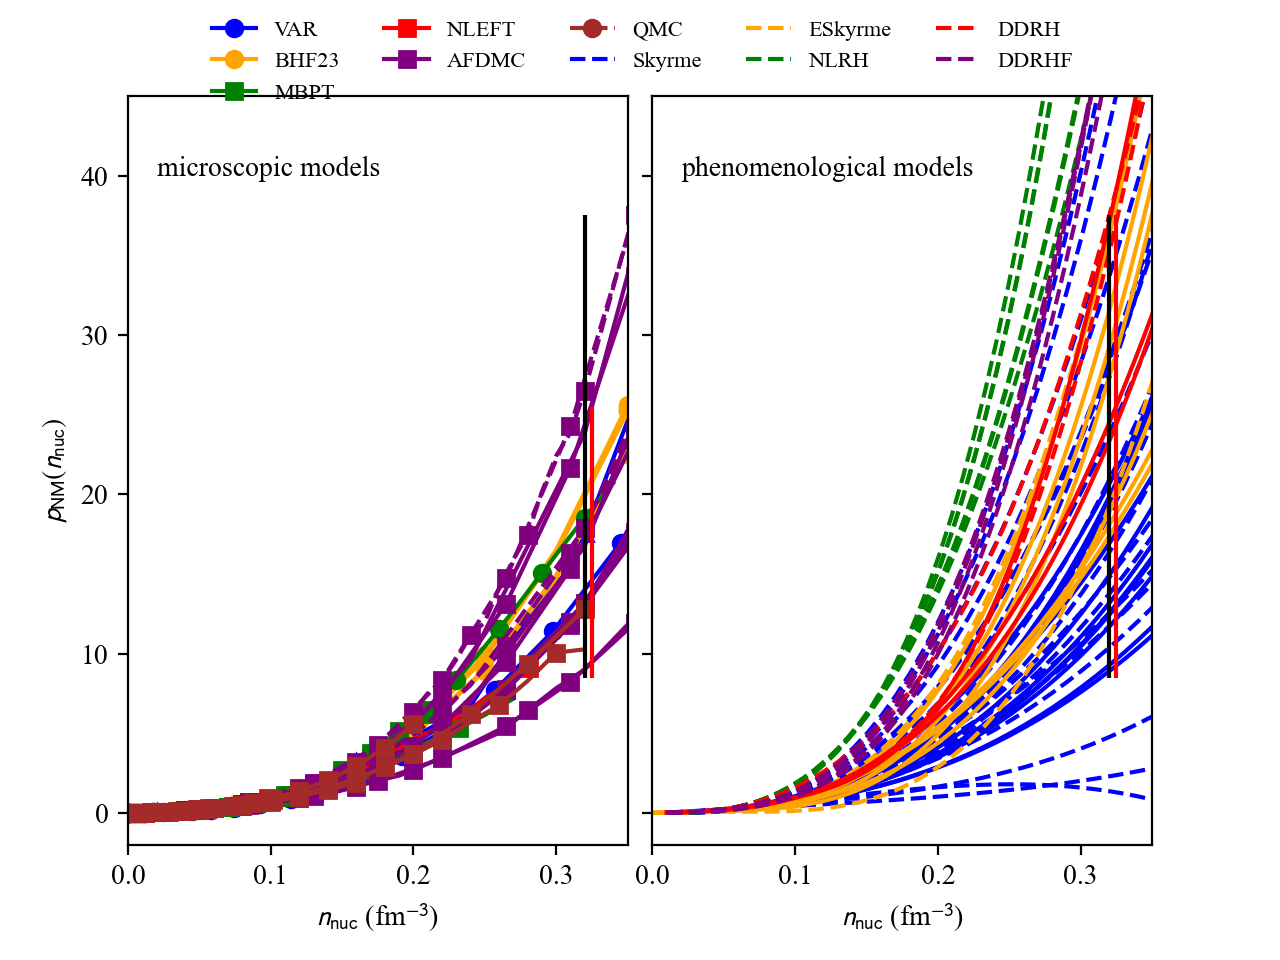 VAR NLEFT QMC ESkyrme DDRH
BHF23 AFDMC Skyrme NLRH DDRHF
MBPT
microscopic models phenomenological models
40
30
20
10
0
p_NM(n_nuc)
0.0 0.1 0.2 0.3 0.0 0.1 0.2 0.3
n_nuc (fm⁻³) n_nuc (fm⁻³)